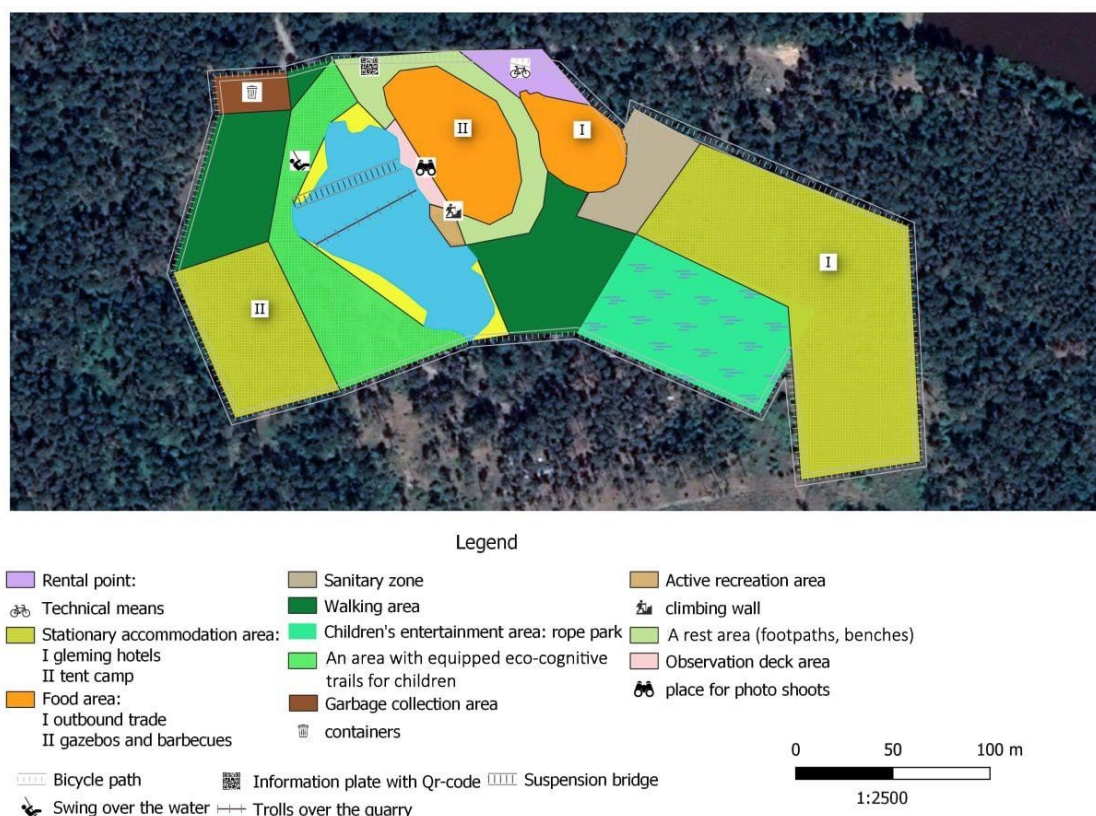 II
I
I
II
Legend
Rental point:
Technical means
Stationary accommodation area:
I gleming hotels
II tent camp
Food area:
I outbound trade
II gazebos and barbecues
Sanitary zone
Walking area
Children's entertainment area: rope park
An area with equipped eco-cognitive
trails for children
Garbage collection area
containers
Active recreation area
climbing wall
A rest area (footpaths, benches)
Observation deck area
place for photo shoots
0 50 100 m
1:2500
Bicycle path
Information plate with Qr-code
Suspension bridge
Swing over the water
Trolls over the quarry